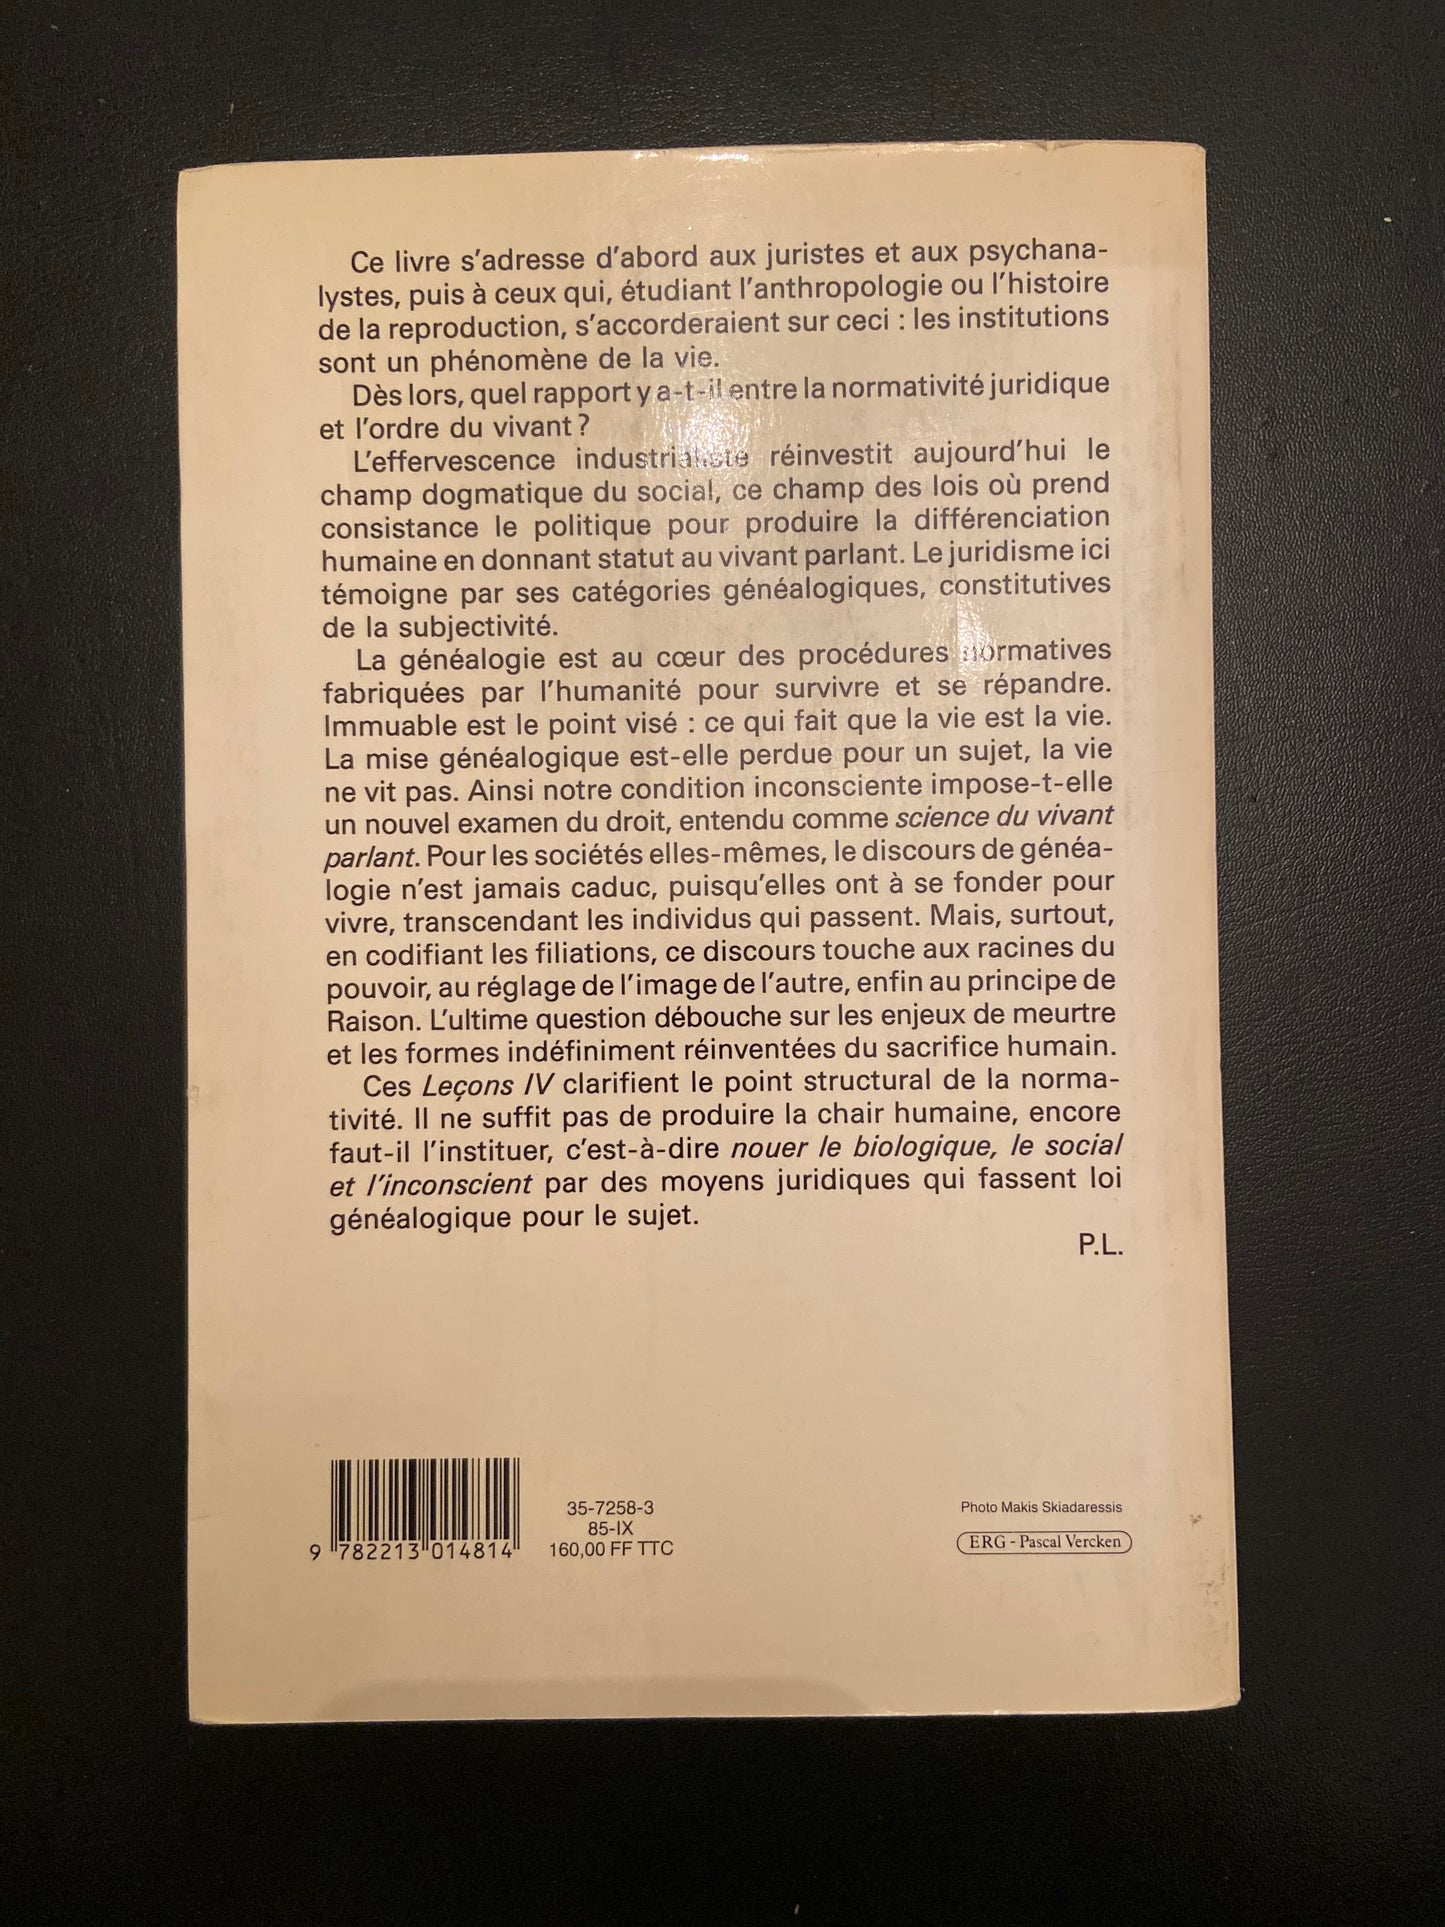 Ce livre s'adresse d'abord aux juristes et aux psychana-
lystes, puis à ceux qui, étudiant l'anthropologie ou l'histoire
de la reproduction, s'accorderaient sur ceci : les institutions
sont un phénomène de la vie.
Dès lors, quel rapport y a-t-il entre la normativité juridique
et l'ordre du vivant ?
L'effervescence industrialiste réinvestit aujourd'hui le
champ dogmatique du social, ce champ des lois où prend
consistance le politique pour produire la différenciation
humaine en donnant statut au vivant parlant. Le juridisme ici
témoigne par ses catégories généalogiques, constitutives
de la subjectivité.
La généalogie est au cœur des procédures normatives
fabriquées par l'humanité pour survivre et se répandre.
Immuable est le point visé : ce qui fait que la vie est la vie.
La mise généalogique est-elle perdue pour un sujet, la vie
ne vit pas. Ainsi notre condition inconsciente impose-t-elle
un nouvel examen du droit, entendu comme science du vivant
parlant. Pour les sociétés elles-mêmes, le discours de généa-
logie n'est jamais caduc, puisqu'elles ont à se fonder pour
vivre, transcendant les individus qui passent. Mais, surtout,
en codifiant les filiations, ce discours touche aux racines du
pouvoir, au réglage de l'image de l'autre, enfin au principe de
Raison. L'ultime question débouche sur les enjeux de meurtre
et les formes indéfiniment réinventées du sacrifice humain.
Ces Leçons IV clarifient le point structural de la norma-
tivité. Il ne suffit pas de produire la chair humaine, encore
faut-il l'instituer, c'est-à-dire nouer le biologique, le social
et l'inconscient par des moyens juridiques qui fassent loi
généalogique pour le sujet.
P.L.
9 782213 014814
35-7258-3
85-IX
160,00 FF TTC
Photo Makis Skiadaressis
ERG - Pascal Vercken